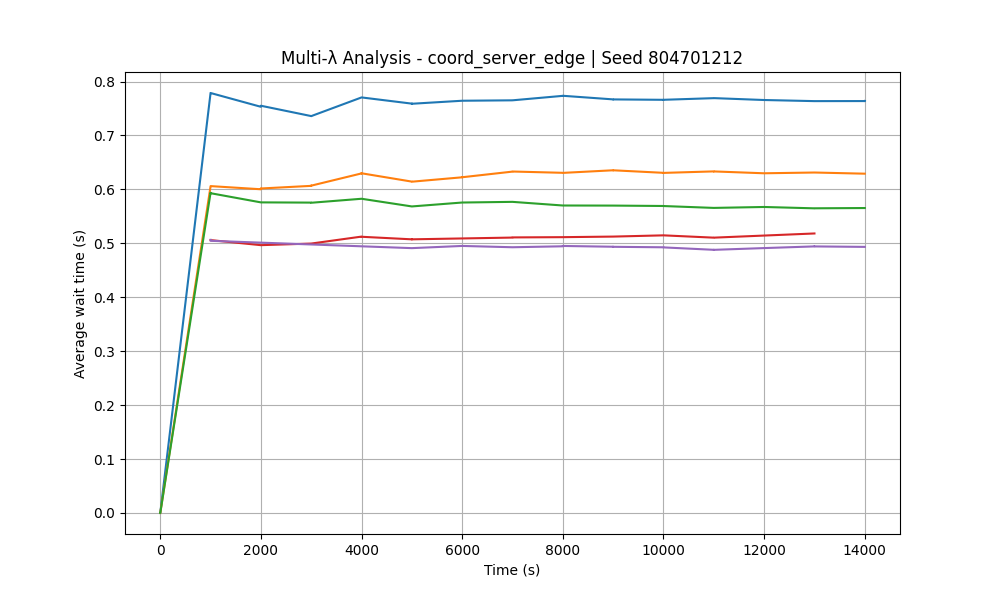 Multi-λ Analysis - coord_server_edge | Seed 804701212
Average wait time (s)
0.8
0.7
0.6
0.5
0.4
0.3
0.2
0.1
0.0
0 2000 4000 6000 8000 10000 12000 14000
Time (s)